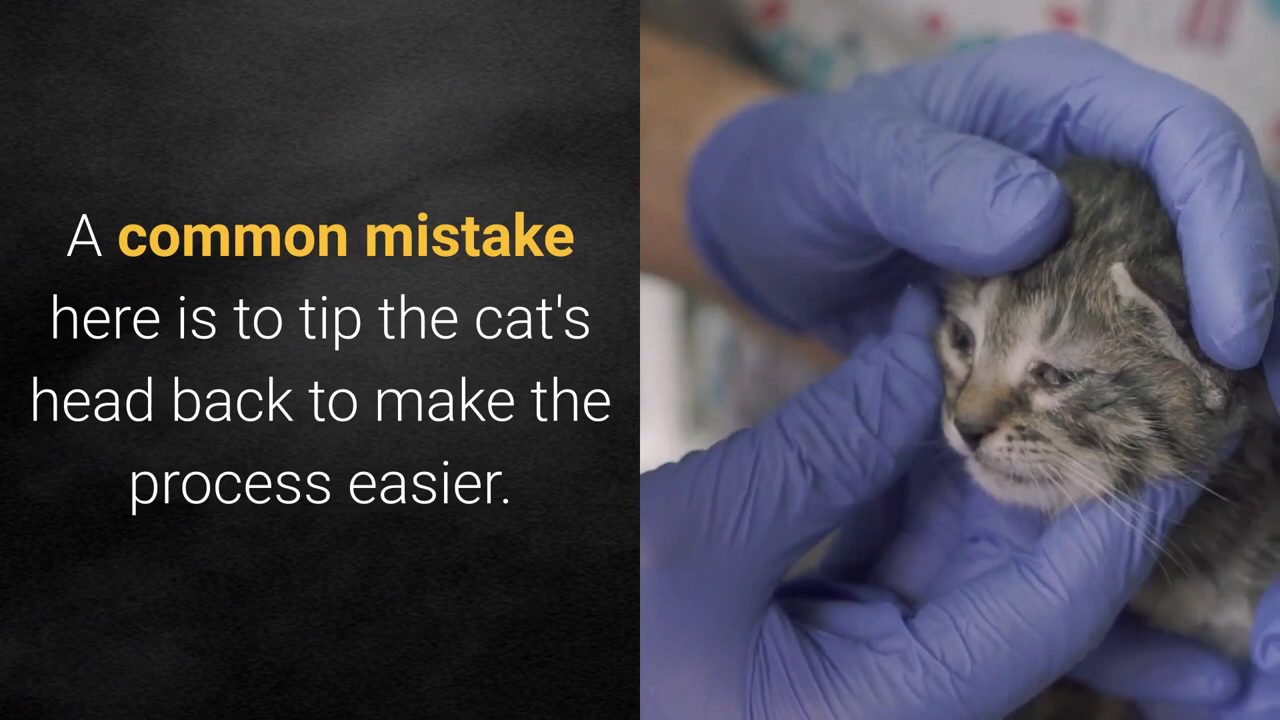 A common mistake
here is to tip the cat's
head back to make the
process easier.